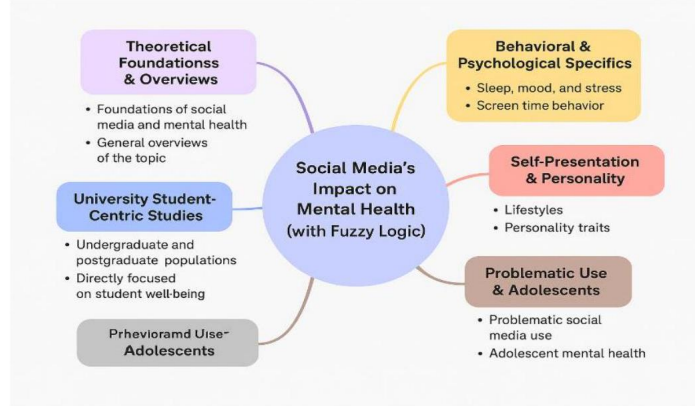 Theoretical
Foundationss
& Overviews
• Foundations of social
media and mental health
• General overviews
of the topic
University Student-
Centric Studies
• Undergraduate and
postgraduate populations
• Directly focused
on student well-being
Adolescents
Social Media's
Impact on
Mental Health
(with Fuzzy Logic)
Behavioral &
Psychological Specifics
• Sleep, mood, and stress
• Screen time behavior
Self-Presentation
& Personality
• Lifestyles
• Personality traits
Problematic Use
& Adolescents
• Problematic social
media use
• Adolescent mental health